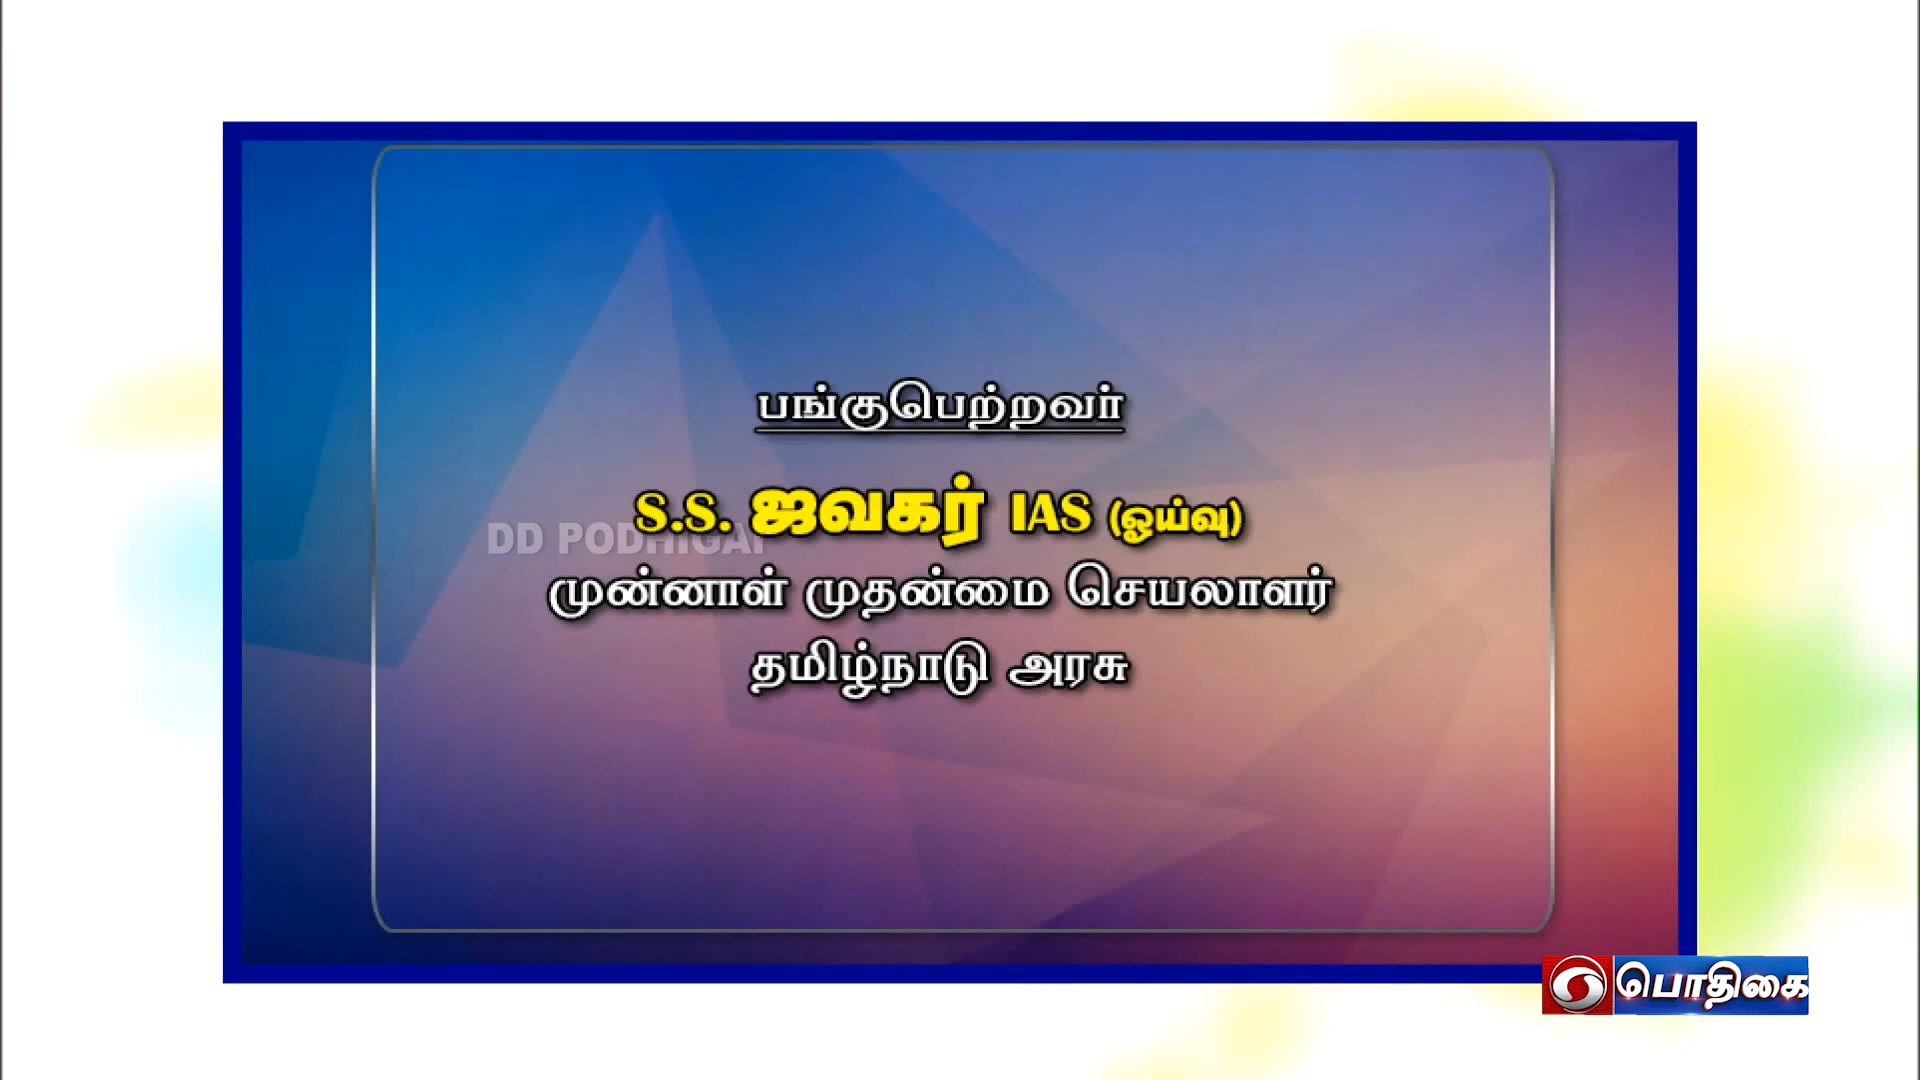 பங்குபெற்றவர்
S.S. ஜவகர் IAS (ஓய்வு)
DD PODHIGAI
முன்னாள் முதன்மை செயலாளர்
தமிழ்நாடு அரசு
பொதிகை